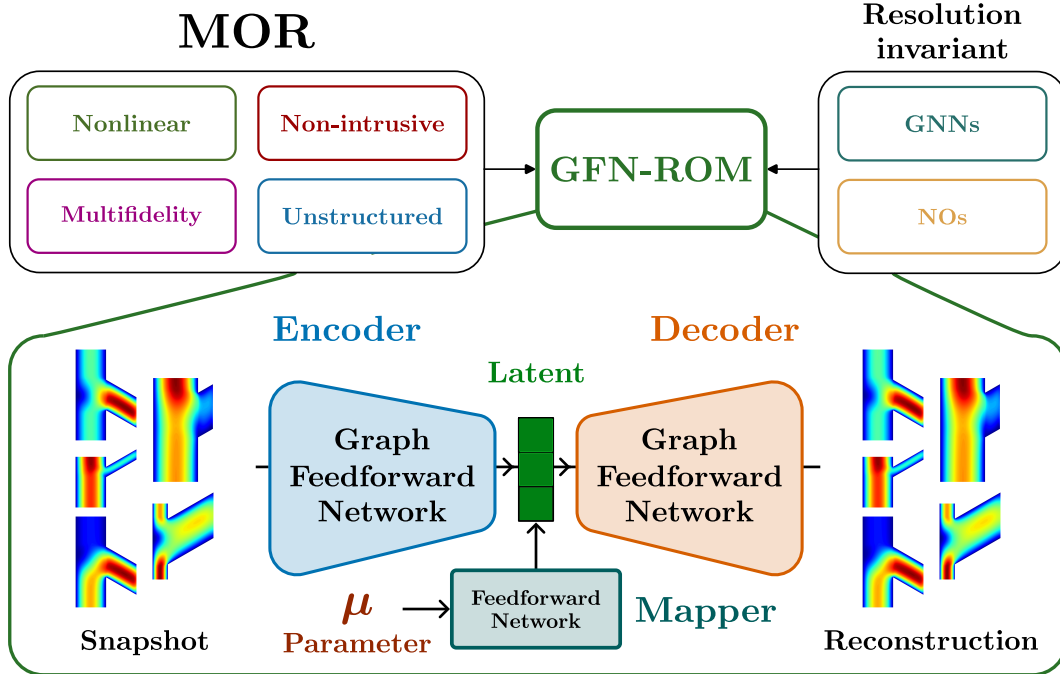 MOR
Resolution
invariant
Nonlinear
Non-intrusive
Multifidelity
Unstructured
GFN-ROM
GNNs
NOs
Encoder
Decoder
Latent
Graph
Feedforward
Network
Graph
Feedforward
Network
μ
Parameter
Feedforward
Network
Mapper
Snapshot
Reconstruction